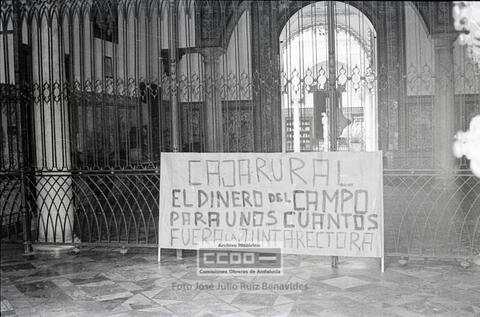 CAJA RURAL
EL DINERO DEL CAMPO
PARA UNOS CUANTOS
FUERA LA JUNTA RECTORA
Archivo Histórico
CCOO
Comisiones Obreras de Andalucía
Foto José Julio Ruiz Benavides